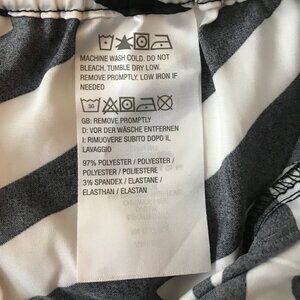 MACHINE WASH COLD. DO NOT
BLEACH. TUMBLE DRY LOW.
REMOVE PROMPTLY. LOW IRON IF
NEEDED
30
GB: REMOVE PROMPTLY
D: VOR DER WÄSCHE ENTFERNEN
I: RIMUOVERE SUBITO DOPO IL
LAVAGGIO
97% POLYESTER / POLYESTER
/ POLYESTER / POLIESTERE
3% SPANDEX / ELASTANE /
ELASTHAN / ELASTAN